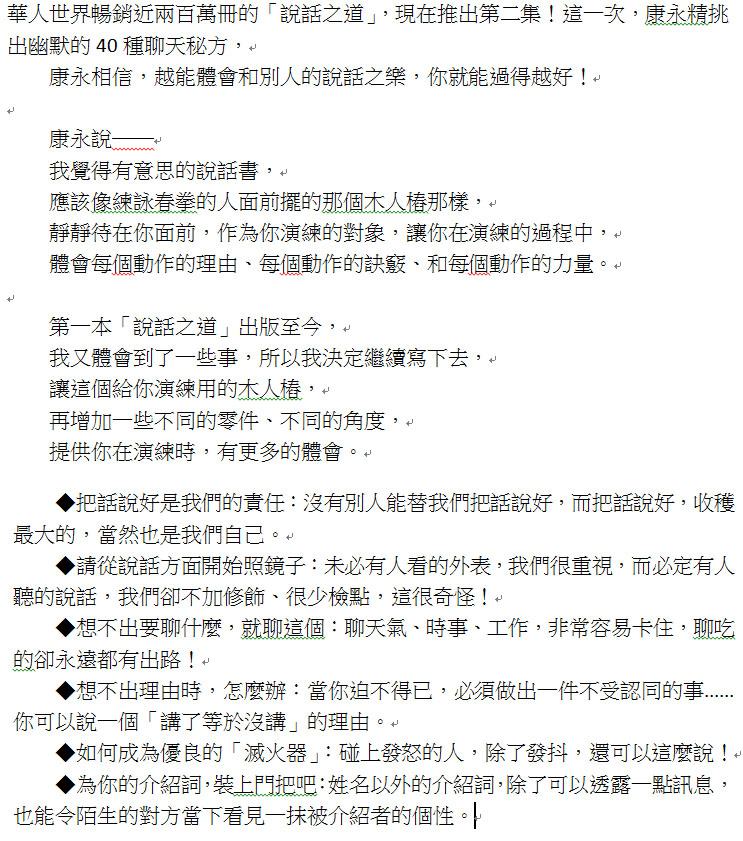 華人世界暢銷近兩百萬冊的「說話之道」，現在推出第二集！這一次，康永精挑
出幽默的 40 種聊天秘方，
康永相信，越能體會和別人的說話之樂，你就能過得越好！
康永說——
我覺得有意思的說話書，
應該像練詠春拳的人面前擺的那個木人樁那樣，
靜靜待在你面前，作為你演練的對象，讓你在演練的過程中，
體會每個動作的理由、每個動作的訣竅、和每個動作的力量。
第一本「說話之道」出版至今，
我又體會到了一些事，所以我決定繼續寫下去，
讓這個給你演練用的木人樁，
再增加一些不同的零件、不同的角度，
提供你在演練時，有更多的體會。
◆把話說好是我們的責任：沒有別人能替我們把話說好，而把話說好，收穫
最大的，當然也是我們自己。
◆請從說話方面開始照鏡子：未必有人看的外表，我們很重視，而必定有人
聽的說話，我們卻不加修飾、很少檢點，這很奇怪！
◆想不出要聊什麼，就聊這個：聊天氣、時事、工作，非常容易卡住，聊吃
的卻永遠都有出路！
◆想不出理由時，怎麼辦：當你迫不得已，必須做出一件不受認同的事......
你可以說一個「講了等於沒講」的理由。
◆如何成為優良的「滅火器」：碰上發怒的人，除了發抖，還可以這麼說！
◆為你的介紹詞，裝上門把吧：姓名以外的介紹詞，除了可以透露一點訊息，
也能令陌生的對方當下看見一抹被介紹者的個性。